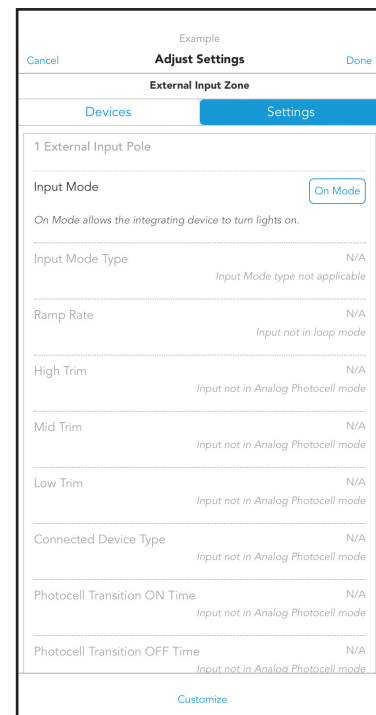 Example
Cancel Adjust Settings Done
External Input Zone
Devices Settings
1 External Input Pole
Input Mode On Mode
On Mode allows the integrating device to turn lights on.
Input Mode Type N/A
Input Mode type not applicable
Ramp Rate N/A
Input not in loop mode
High Trim N/A
Input not in Analog Photocell mode
Mid Trim N/A
Input not in Analog Photocell mode
Low Trim N/A
Input not in Analog Photocell mode
Connected Device Type N/A
Input not in Analog Photocell mode
Photocell Transition ON Time N/A
Input not in Analog Photocell mode
Photocell Transition OFF Time N/A
Input not in Analog Photocell mode
Customize